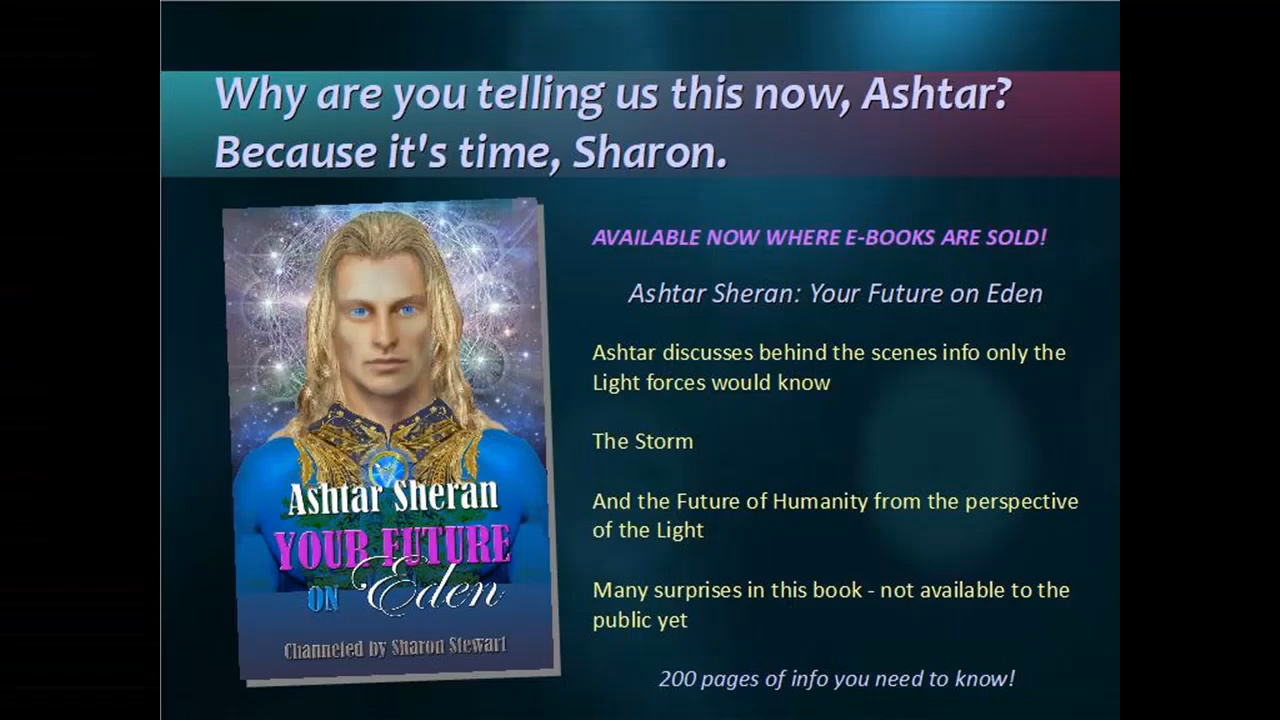 Why are you telling us this now, Ashtar?
Because it's time, Sharon.
AVAILABLE NOW WHERE E-BOOKS ARE SOLD!
Ashtar Sheran: Your Future on Eden
Ashtar discusses behind the scenes info only the
Light forces would know
The Storm
And the Future of Humanity from the perspective
of the Light
Many surprises in this book - not available to the
public yet
200 pages of info you need to know!
Ashtar Sheran
YOUR FUTURE
ON Eden
Channeled by Sharon Stewart